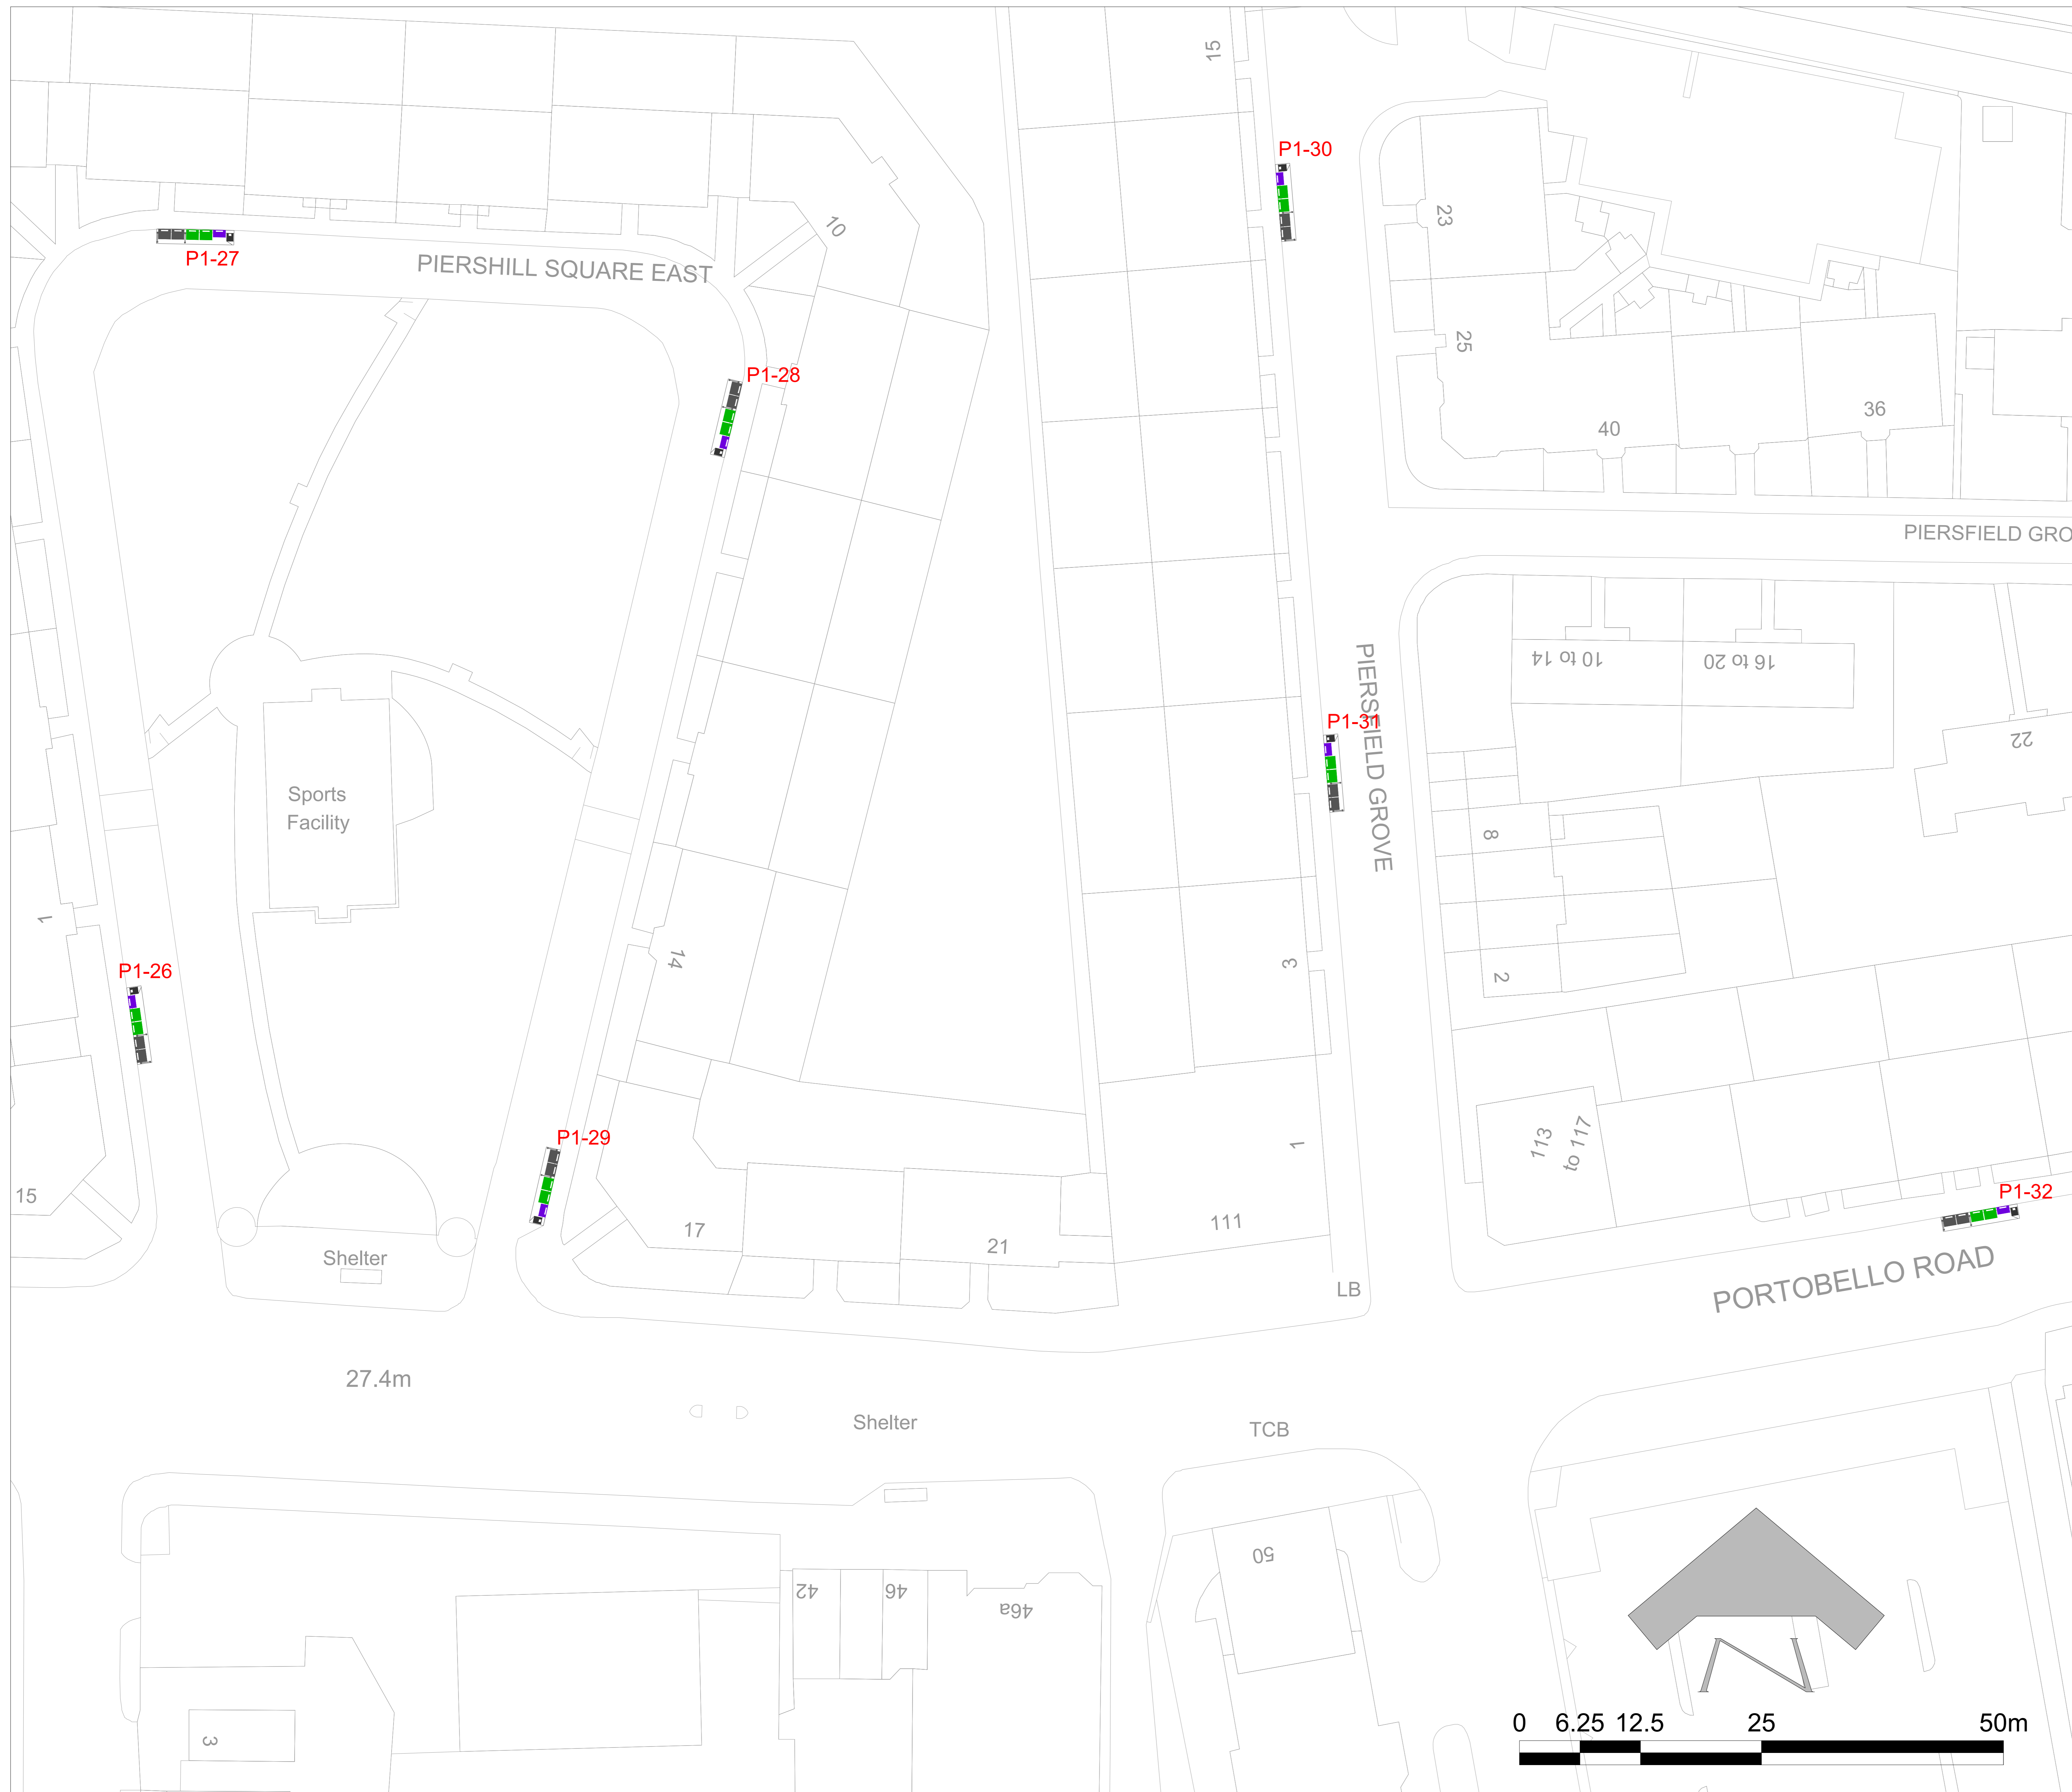 15
P1-30
23
10
P1-27
PIERSHILL SQUARE EAST
25
P1-28
36
40
PIERSFIELD GRO
10 to 14
16 to 20
P1-31
PIERSFIELD GROVE
22
Sports
Facility
8
1
14
3
2
P1-26
P1-29
1
113
to 117
15
P1-32
17
111
21
Shelter
LB
PORTOBELLO ROAD
27.4m
Shelter
TCB
50
42
46
46a
N
3
0 6.25 12.5 25 50m